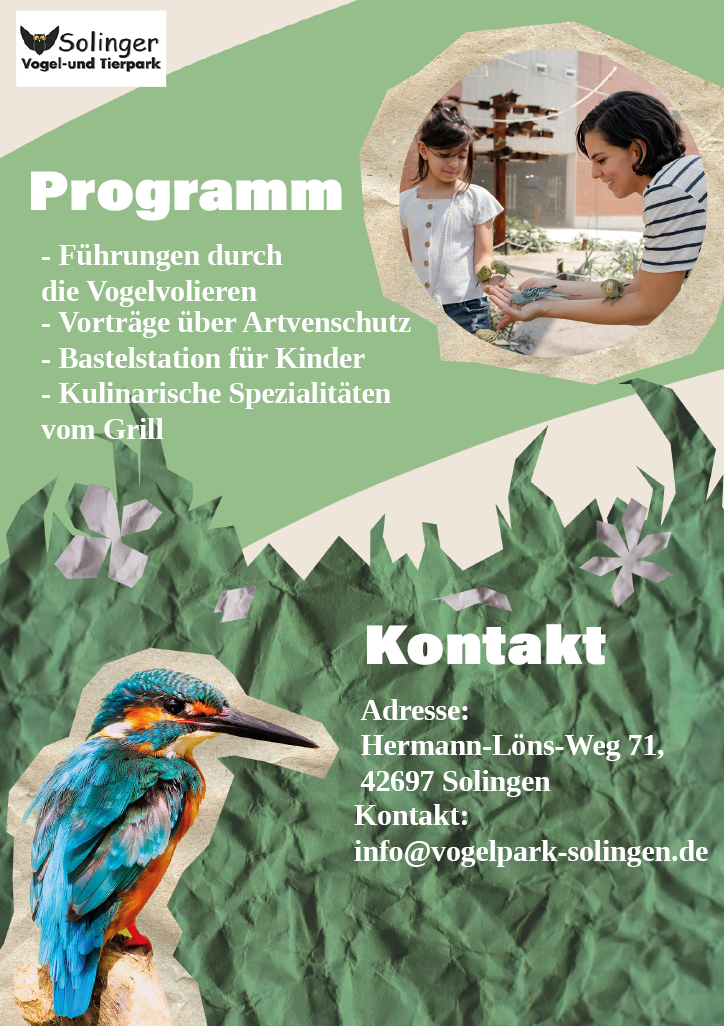 Solinger
Vogel-und Tierpark
Programm
- Führungen durch
die Vogelvolieren
- Vorträge über Artvenschutz
- Bastelstation für Kinder
- Kulinarische Spezialitäten
vom Grill
Kontakt
Adresse:
Hermann-Löns-Weg 71,
42697 Solingen
Kontakt:
info@vogelpark-solingen.de